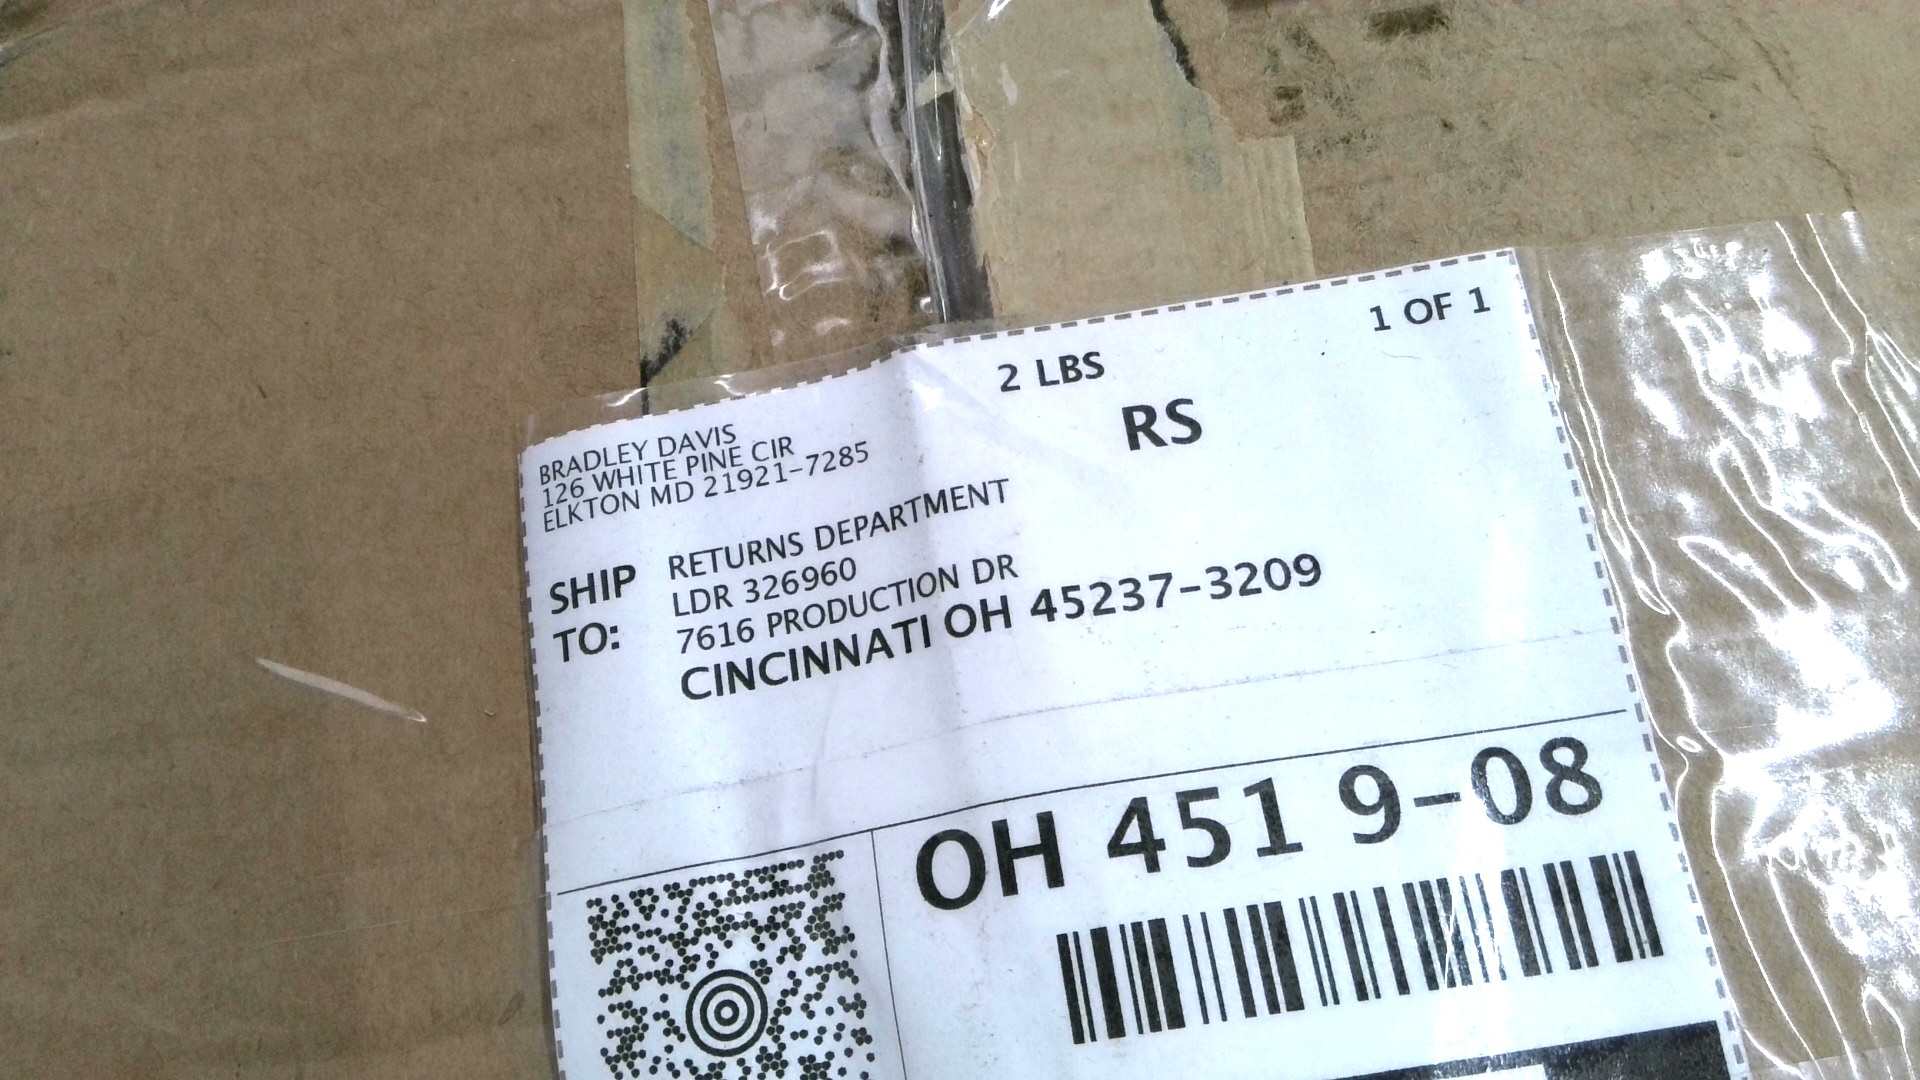 1 OF 1
2 LBS
RS
BRADLEY DAVIS
126 WHITE PINE CIR
ELKTON MD 21921-7285
SHIP TO:
RETURNS DEPARTMENT
LDR 326960
7616 PRODUCTION DR
CINCINNATI OH 45237-3209
OH 451 9-08